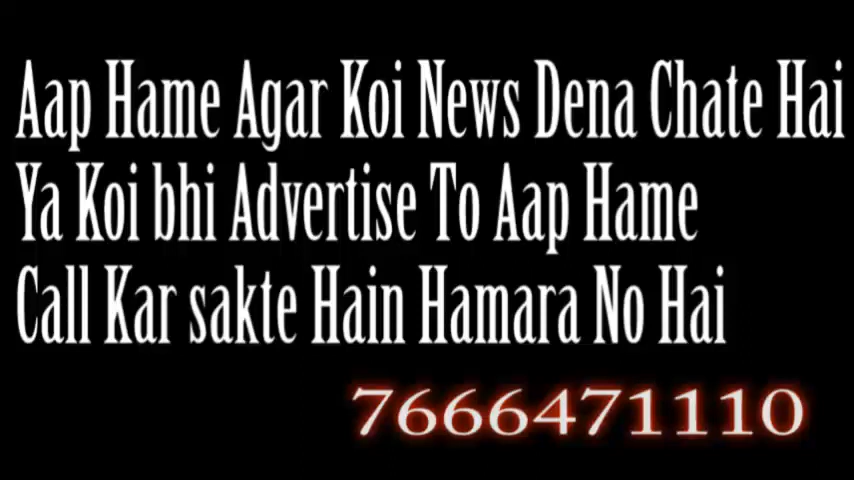 Aap Hame Agar Koi News Dena Chate Hai
Ya Koi bhi Advertise To Aap Hame
Call Kar sakte Hain Hamara No Hai
7666471110